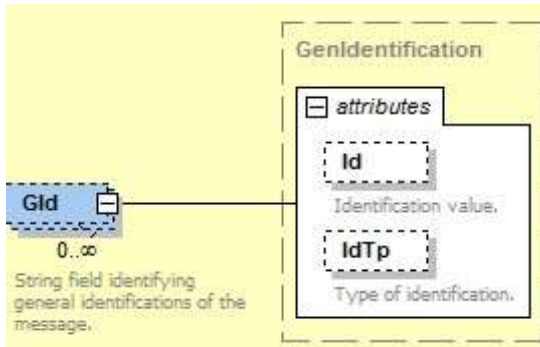 GenIdentification
attributes
Id
Identification value.
GId
IdTp
0..∞
Type of identification.
String field identifying
general identifications of the
message.